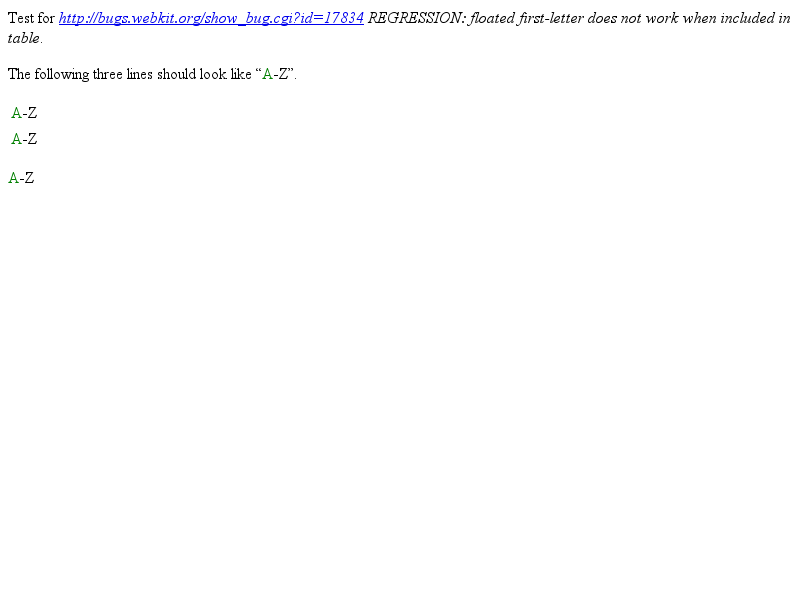 Test for http://bugs.webkit.org/show_bug.cgi?id=17834 REGRESSION: floated first-letter does not work when included in
table.
The following three lines should look like “A-Z”.
A-Z
A-Z
A-Z